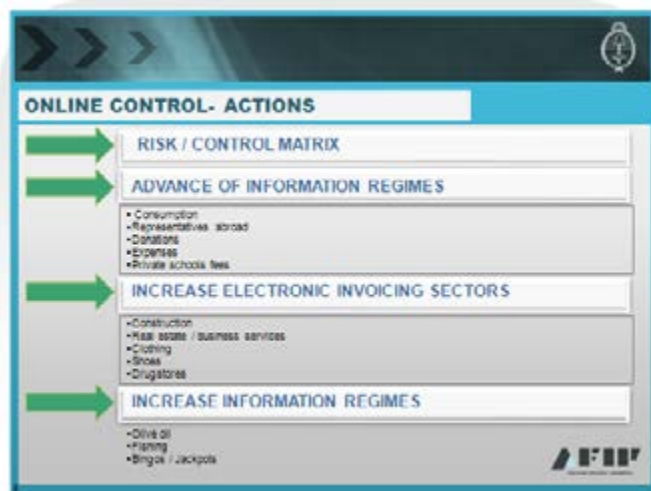 ONLINE CONTROL- ACTIONS
RISK / CONTROL MATRIX
ADVANCE OF INFORMATION REGIMES
▪ Consumption
▪Representatives abroad
▪Donations
▪Expenses
▪Private schools fees
INCREASE ELECTRONIC INVOICING SECTORS
▪Construction
▪Real estate / business services
▪Clothing
▪Shoes
▪Drugstores
INCREASE INFORMATION REGIMES
▪Olive oil
▪Fishing
▪Bingos / Jackpots
AFIP